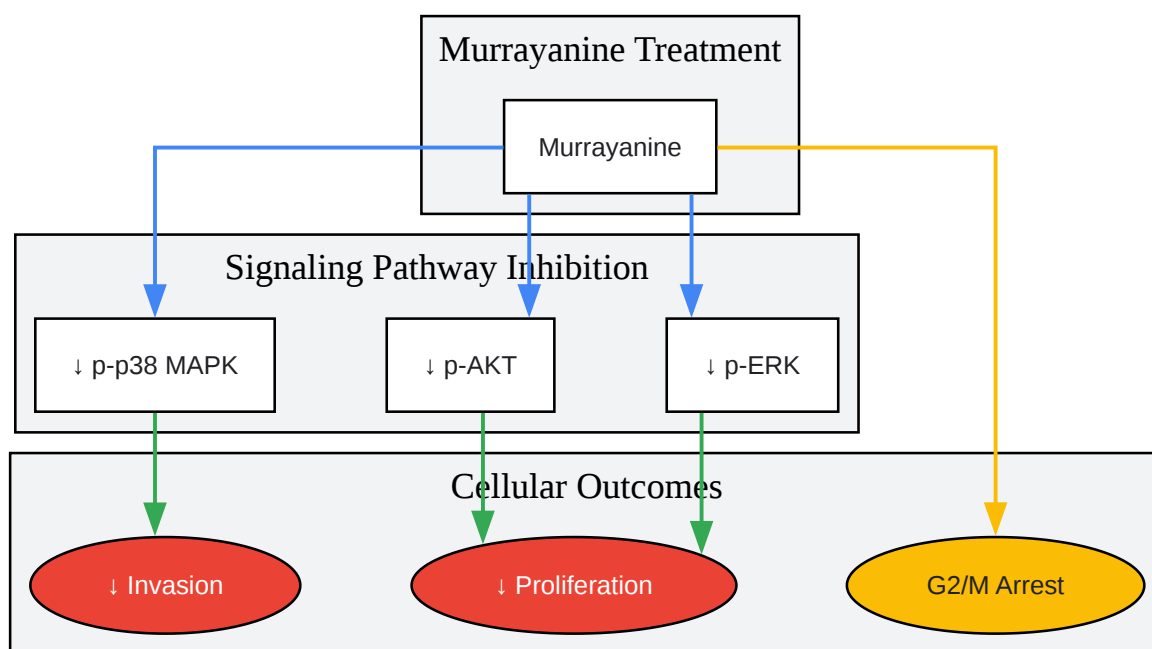 Murrayanine Treatment
Murrayanine
Signaling Pathway Inhibition
↓ p-p38 MAPK
↓ p-AKT
↓ p-ERK
Cellular Outcomes
↓ Invasion
↓ Proliferation
G2/M Arrest